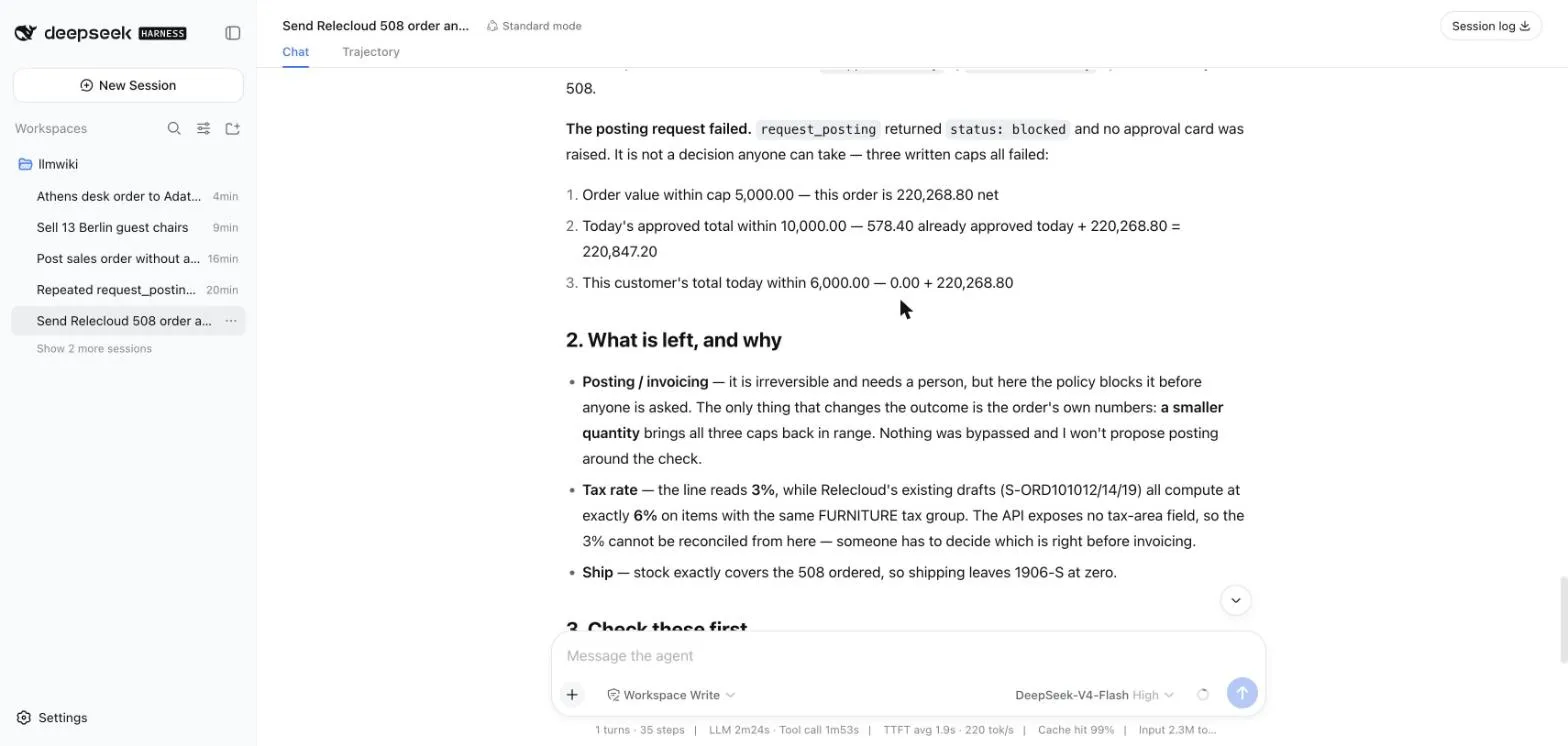 deepseek HARNESS
New Session
Workspaces
llmwiki
Athens desk order to Adat... 4min
Sell 13 Berlin guest chairs 9min
Post sales order without a... 16min
Repeated request_postin... 20min
Send Relecloud 508 order a... ...
Show 2 more sessions
Settings
Send Relecloud 508 order an... Standard mode
Session log
Chat Trajectory
508.
The posting request failed. request_posting returned status: blocked and no approval card was
raised. It is not a decision anyone can take — three written caps all failed:
1. Order value within cap 5,000.00 — this order is 220,268.80 net
2. Today's approved total within 10,000.00 — 578.40 already approved today + 220,268.80 =
220,847.20
3. This customer's total today within 6,000.00 — 0.00 + 220,268.80
2. What is left, and why
• Posting / invoicing — it is irreversible and needs a person, but here the policy blocks it before
anyone is asked. The only thing that changes the outcome is the order's own numbers: a smaller
quantity brings all three caps back in range. Nothing was bypassed and I won't propose posting
around the check.
• Tax rate — the line reads 3%, while Relecloud's existing drafts (S-ORD101012/14/19) all compute at
exactly 6% on items with the same FURNITURE tax group. The API exposes no tax-area field, so the
3% cannot be reconciled from here — someone has to decide which is right before invoicing.
• Ship — stock exactly covers the 508 ordered, so shipping leaves 1906-S at zero.
3. Check these first
Message the agent
Workspace Write
DeepSeek-V4-Flash High
1 turns · 35 steps | LLM 2m24s · Tool call 1m53s | TTFT avg 1.9s · 220 tok/s | Cache hit 99% | Input 2.3M to...